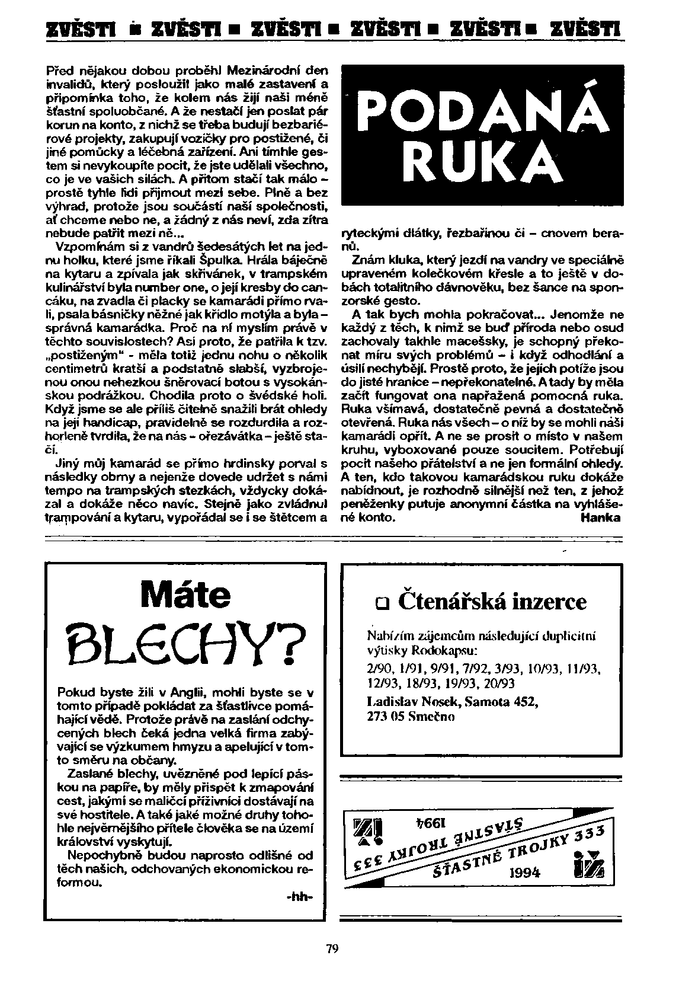 ZVĚSTI ■ ZVĚSTI ■ ZVĚSTI ■ ZVĚSTI ■ ZVĚSTI ■ ZVĚSTI
Před nějakou dobou proběhl Mezinárodní den
invalidů, který posloužil jako malé zastavení a
připomínka toho, že kolem nás žijí naši méně
šťastní spoluobčané. A že nestačí jen poslat pár
korun na konto, z nichž se třeba budují bezbarié-
rové projekty, zakupují vozičky pro postižené, či
jiné pomůcky a léčebná zařízení. Ani tímhle ges-
tem si nevykoupíte pocit, že jste udělali všechno,
co je ve vašich silách. A přitom stačí tak málo –
prostě tyhle lidi přijmout mezi sebe. Plně a bez
výhrad, protože jsou součástí naší společnosti,
ať chceme nebo ne, a žádný z nás neví, zda zítra
nebude patřit mezi ně...
Vzpomínám si z vandrů šedesátých let na jed-
nu holku, které jsme říkali Špulka. Hrála báječně
na kytaru a zpívala jak skřivánek, v trampském
kulinářství byla number one, o její kresby do can-
cáku, na zvadla či placky se kamarádi přímo rva-
li, psala básničky něžné jak křídlo motýla a byla –
správná kamarádka. Proč na ní myslím právě v
těchto souvislostech? Asi proto, že patřila k tzv.
„postiženým" - měla totiž jednu nohu o několik
centimetrů kratší a podstatně slabší, vyzbroje-
nou onou nehezkou šněrovací botou s vysokán-
skou podrážkou. Chodila proto o švédské holi.
Když jsme se ale příliš čitelně snažili brát ohledy
na její handicap, pravidelně se rozdurdila a roz-
horleně tvrdila, že na nás – ořezávátka – ještě sta-
čí.
Jiný můj kamarád se přímo hrdinsky porval s
následky obrny a nejenže dovede udržet s námi
tempo na trampských stezkách, vždycky doká-
zal a dokáže něco navíc. Stejně jako zvládnul
trampování a kytaru, vypořádal se i se štětcem a
PODANÁ
RUKA
ryteckými dlátky, řezbařinou či – cnovem bera-
nů.
Znám kluka, který jezdí na vandry ve speciálně
upraveném kolečkovém křesle a to ještě v do-
bách totalitního dávnověku, bez šance na spon-
zorské gesto.
A tak bych mohla pokračovat... Jenomže ne
každý z těch, k nimž se buď příroda nebo osud
zachovaly takhle macešsky, je schopný překo-
nat míru svých problémů – i když odhodlání a
úsilí nechybějí. Prostě proto, že jejich potíže jsou
do jisté hranice – nepřekonatelné. A tady by měla
začít fungovat ona napřažená pomocná ruka.
Ruka všímavá, dostatečně pevná a dostatečně
otevřená. Ruka nás všech – o níž by se mohli naši
kamarádi opřít. A ne se prosit o místo v našem
kruhu, vyboxované pouze soucitem. Potřebují
pocit našeho přátelství a ne jen formální ohledy.
A ten, kdo takovou kamarádskou ruku dokáže
nabídnout, je rozhodně silnější než ten, z jehož
peněženky putuje anonymní částka na vyhláše-
né konto. Hanka
Máte
BLECHY?
Pokud byste žili v Anglii, mohli byste se v
tomto případě pokládat za šťastlivce pomá-
hající vědě. Protože právě na zaslání odchy-
cených blech čeká jedna velká firma zabý-
vající se výzkumem hmyzu a apelující v tom-
to směru na občany.
Zaslané blechy, uvězněné pod lepící pás-
kou na papíře, by měly přispět k zmapování
cest, jakými se maličcí příživníci dostávají na
své hostitele. A také jaké možné druhy toho-
hle nejvěrnějšího přítele člověka se na území
království vyskytují.
Nepochybně budou naprosto odlišné od
těch našich, odchovaných ekonomickou re-
formou.
-hh-
□ Čtenářská inzerce
Nabízím zájemcům následující duplicitní
výtisky Rodokapsu:
2/90, 1/91, 9/91, 7/92, 3/93, 10/93, 11/93,
12/93, 18/93, 19/93, 20/93
Ladislav Nosek, Samota 452,
273 05 Smečno
1994
ŠŤASTNÉ TROJKY 333
ŠŤASTNÉ TROJKY 333
1994
79